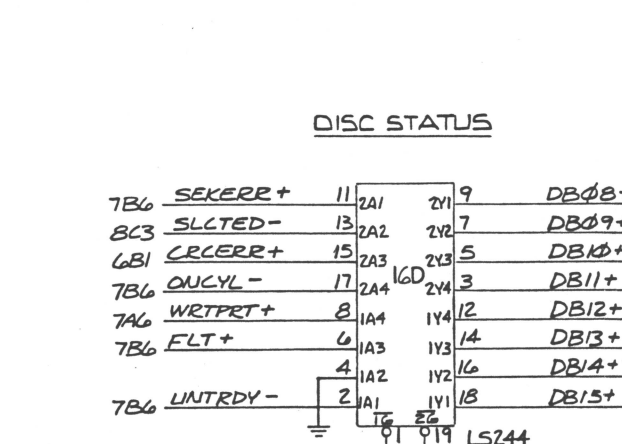 DISC STATUS
7B6 SEKERR+ 11 2A1 2Y1 9 DBØ8+
8C3 SLCTED- 13 2A2 2Y2 7 DBØ9+
6B1 CRCERR+ 15 2A3 2Y3 5 DB1Ø+
7B6 ONCYL- 17 2A4 16D 2Y4 3 DB11+
7A6 WRTPRT+ 8 1A4 1Y4 12 DB12+
7B6 FLT+ 6 1A3 1Y3 14 DB13+
4 1A2 1Y2 16 DB14+
7B6 UNTRDY- 2 1A1 1Y1 18 DB15+
1G 2G
1 19 LS244